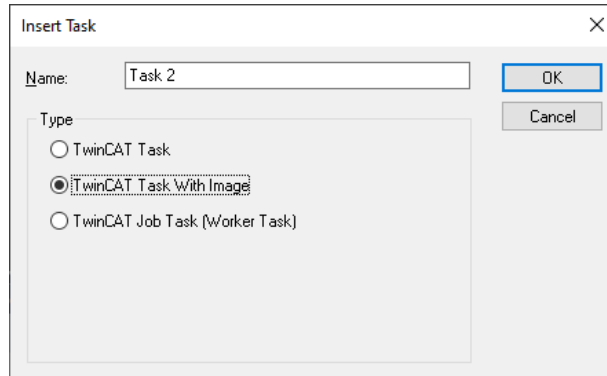 Insert Task
Name: Task 2 OK
Cancel
Type
TwinCAT Task
TwinCAT Task With Image
TwinCAT Job Task (Worker Task)